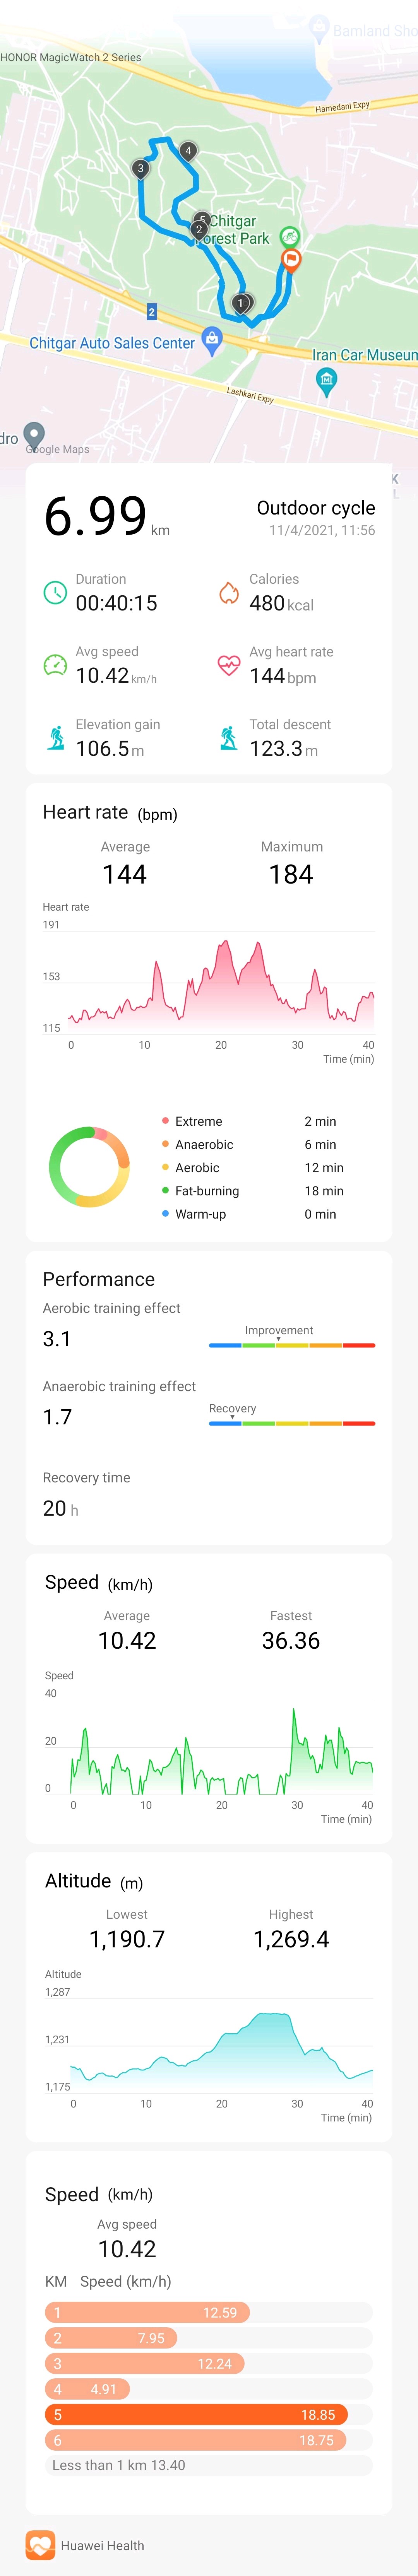 Bamland Sho
HONOR MagicWatch 2 Series
Hamedani Expy
4
3
5
2
Chitgar
Forest Park
1
2
Chitgar Auto Sales Center
Iran Car Museum
Lashkari Expy
dro
Google Maps
K
L
6.99 km
Outdoor cycle
11/4/2021, 11:56
Duration
00:40:15
Calories
480 kcal
Avg speed
10.42 km/h
Avg heart rate
144 bpm
Elevation gain
106.5 m
Total descent
123.3 m
Heart rate (bpm)
Average Maximum
144 184
Heart rate
191
153
115
0 10 20 30 40
Time (min)
Extreme 2 min
Anaerobic 6 min
Aerobic 12 min
Fat-burning 18 min
Warm-up 0 min
Performance
Aerobic training effect
3.1
Improvement
Anaerobic training effect
1.7
Recovery
Recovery time
20 h
Speed (km/h)
Average Fastest
10.42 36.36
Speed
40
20
0
0 10 20 30 40
Time (min)
Altitude (m)
Lowest Highest
1,190.7 1,269.4
Altitude
1,287
1,231
1,175
0 10 20 30 40
Time (min)
Speed (km/h)
Avg speed
10.42
KM Speed (km/h)
1 12.59
2 7.95
3 12.24
4 4.91
5 18.85
6 18.75
Less than 1 km 13.40
Huawei Health